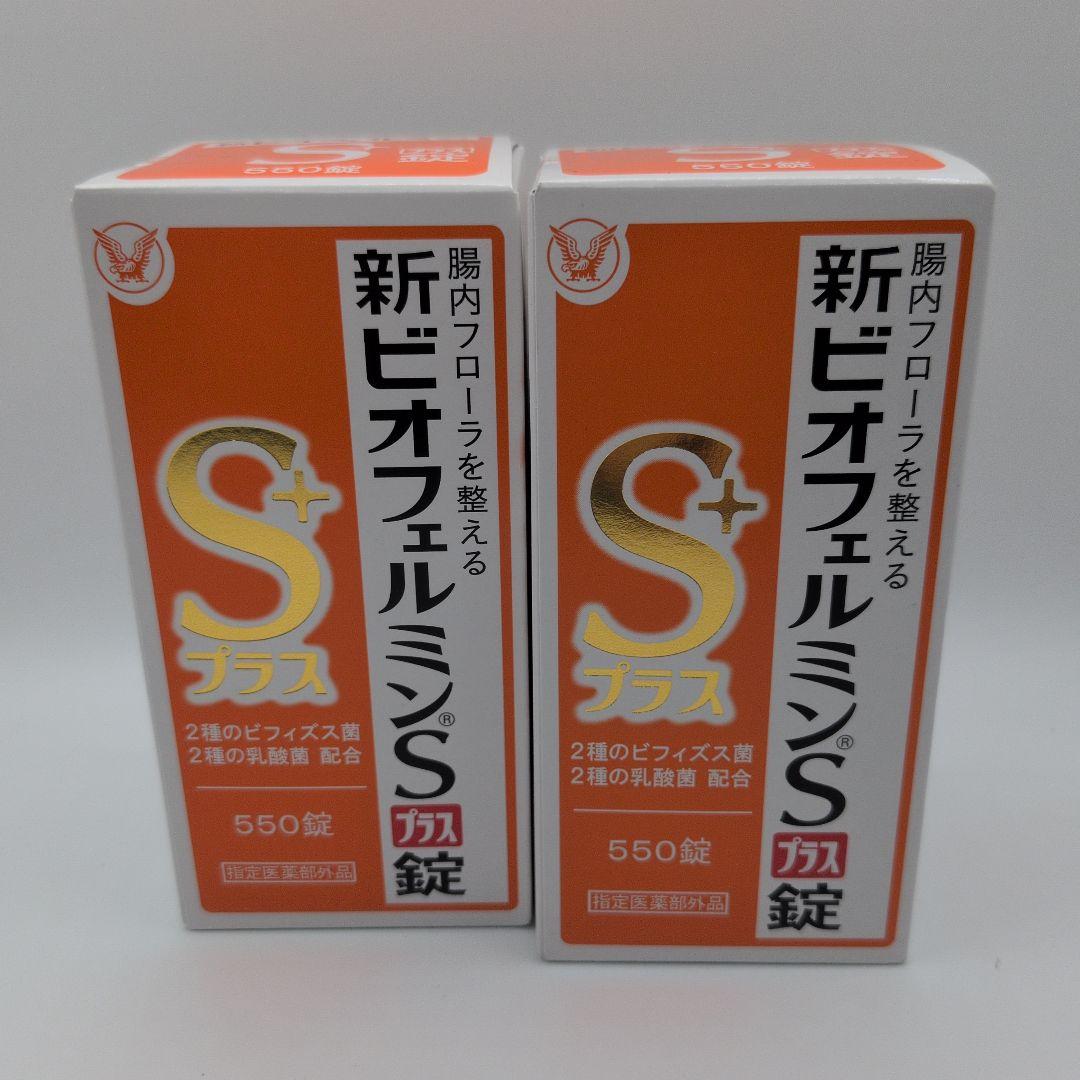 S プラス 錠
550錠
腸内フローラを整える
新ビオフェルミン®S プラス 錠
S+
プラス
2種のビフィズス菌
2種の乳酸菌 配合
550錠
指定医薬部外品
S
錠
550錠
腸内フローラを整える
新ビオフェルミン®S プラス 錠
S+
プラス
2種のビフィズス菌
2種の乳酸菌 配合
550錠
指定医薬部外品